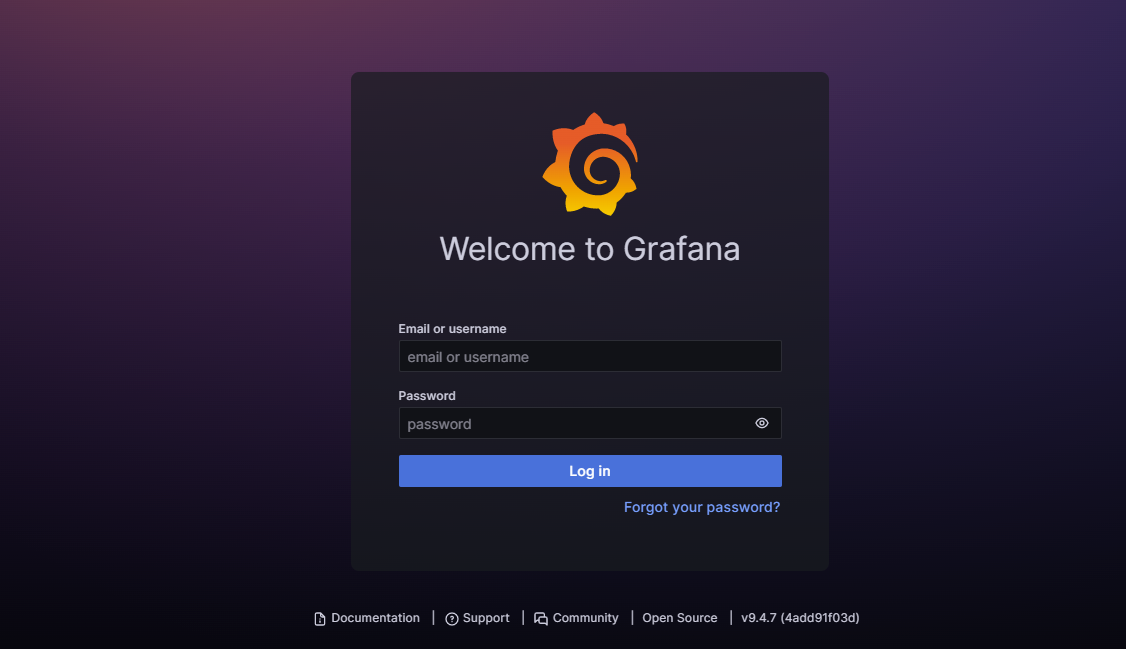 Welcome to Grafana
Email or username
email or username
Password
password
Log in
Forgot your password?
Documentation | Support | Community | Open Source | v9.4.7 (4add91f03d)